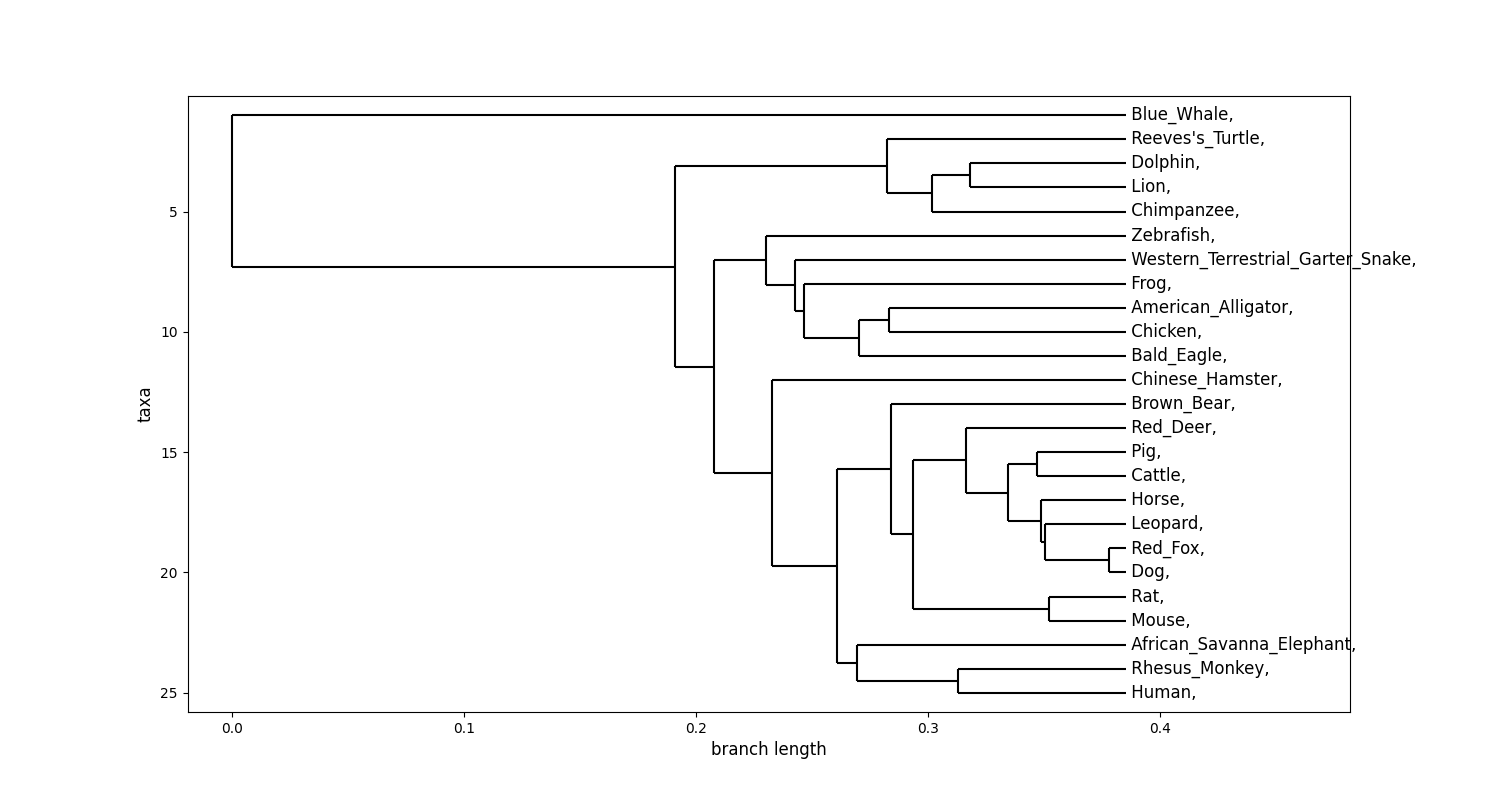 Blue_Whale,
Reeves's_Turtle,
Dolphin,
Lion,
5
Chimpanzee,
Zebrafish,
Western_Terrestrial_Garter_Snake,
Frog,
American_Alligator,
10
Chicken,
Bald_Eagle,
Chinese_Hamster,
taxa
Brown_Bear,
Red_Deer,
15
Pig,
Cattle,
Horse,
Leopard,
Red_Fox,
20
Dog,
Rat,
Mouse,
African_Savanna_Elephant,
Rhesus_Monkey,
25
Human,
0.0 0.1 0.2 0.3 0.4
branch length